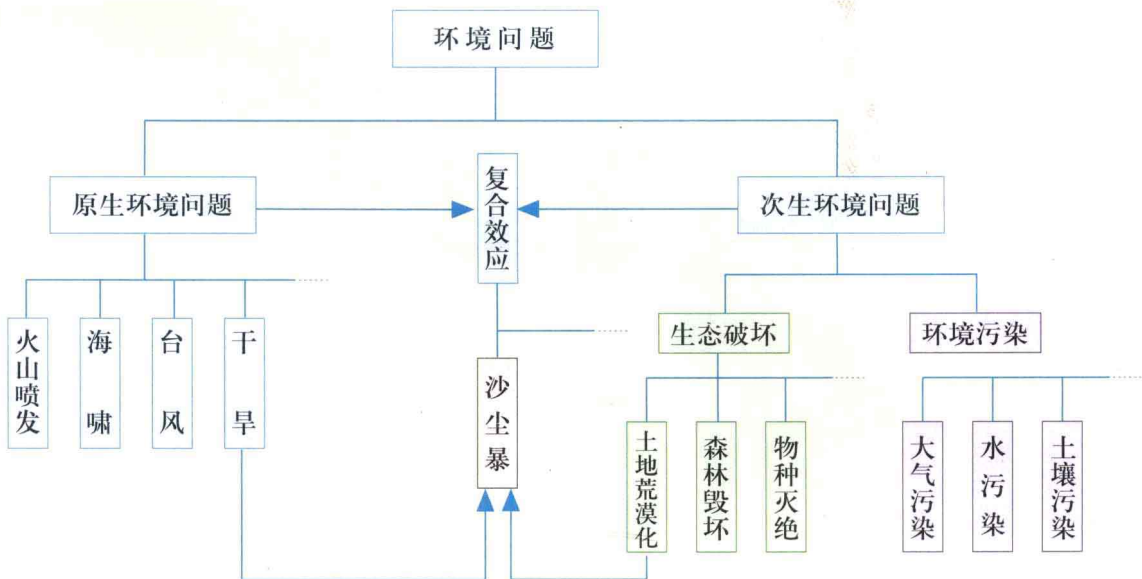 环境问题
原生环境问题
复合效应
次生环境问题
火山喷发
海啸
台风
干旱
沙尘暴
生态破坏
环境污染
土地荒漠化
森林毁坏
物种灭绝
大气污染
水污染
土壤污染